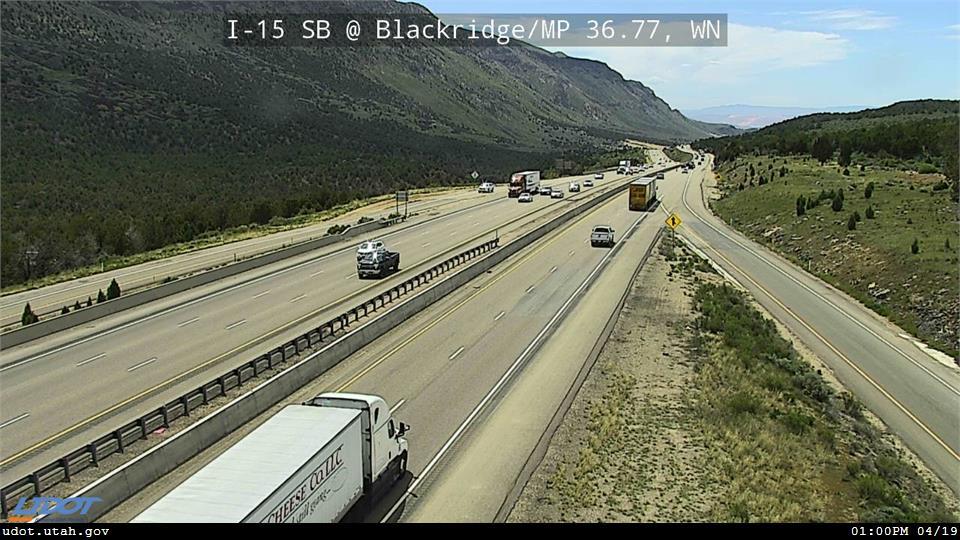 I-15 SB @ Blackridge/MP 36.77, WN
CHEESE CO. LLC
UDOT
udot.utah.gov
01:00PM 04/19